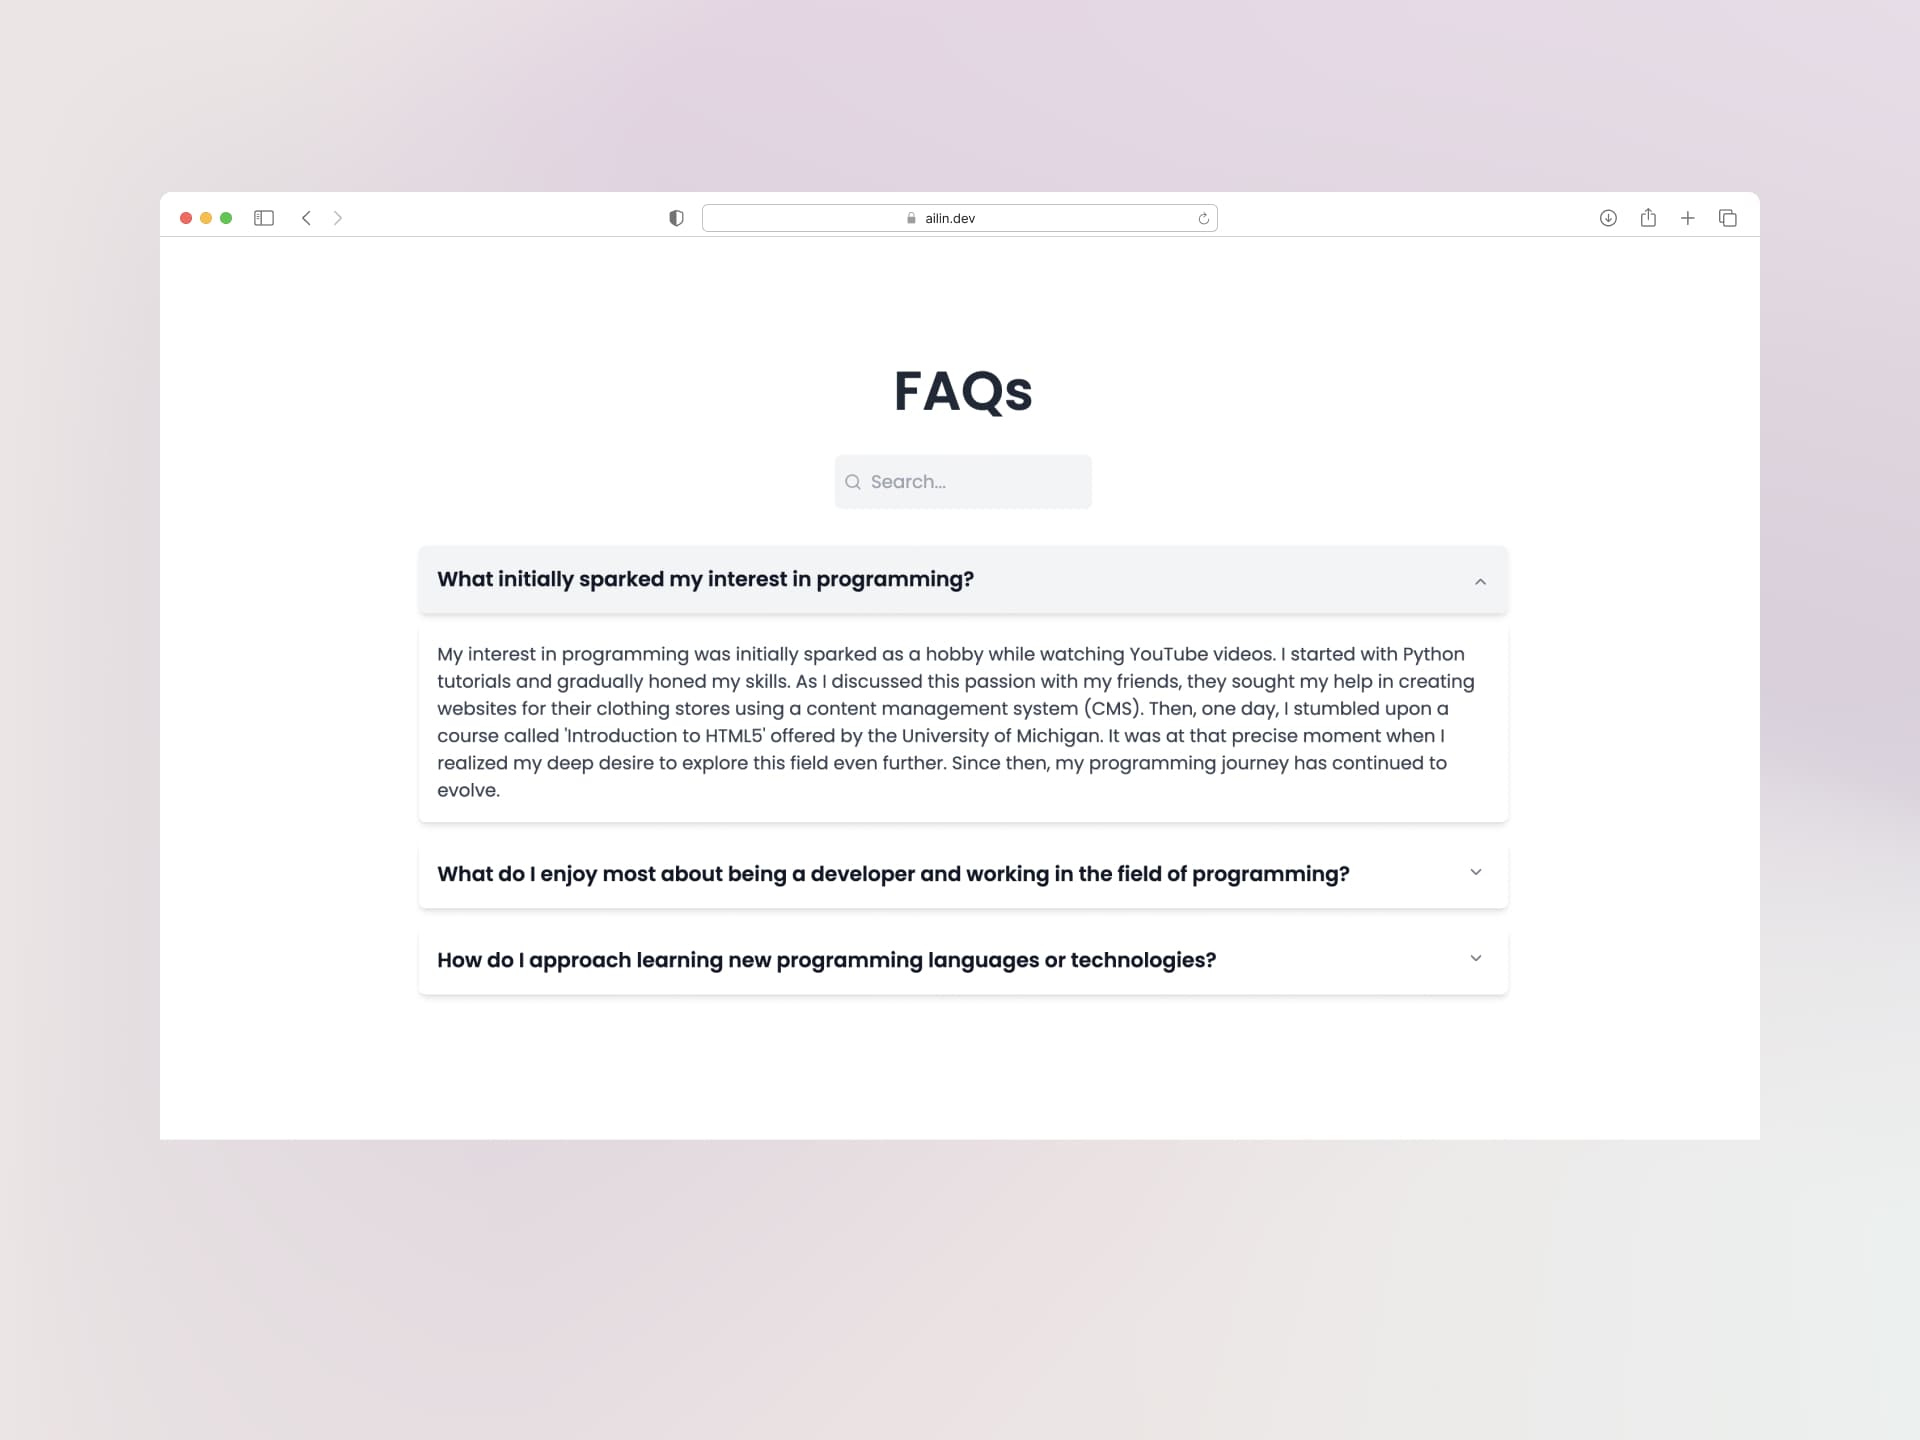 ailin.dev
FAQs
Search...
What initially sparked my interest in programming?
My interest in programming was initially sparked as a hobby while watching YouTube videos. I started with Python
tutorials and gradually honed my skills. As I discussed this passion with my friends, they sought my help in creating
websites for their clothing stores using a content management system (CMS). Then, one day, I stumbled upon a
course called 'Introduction to HTML5' offered by the University of Michigan. It was at that precise moment when I
realized my deep desire to explore this field even further. Since then, my programming journey has continued to
evolve.
What do I enjoy most about being a developer and working in the field of programming?
How do I approach learning new programming languages or technologies?